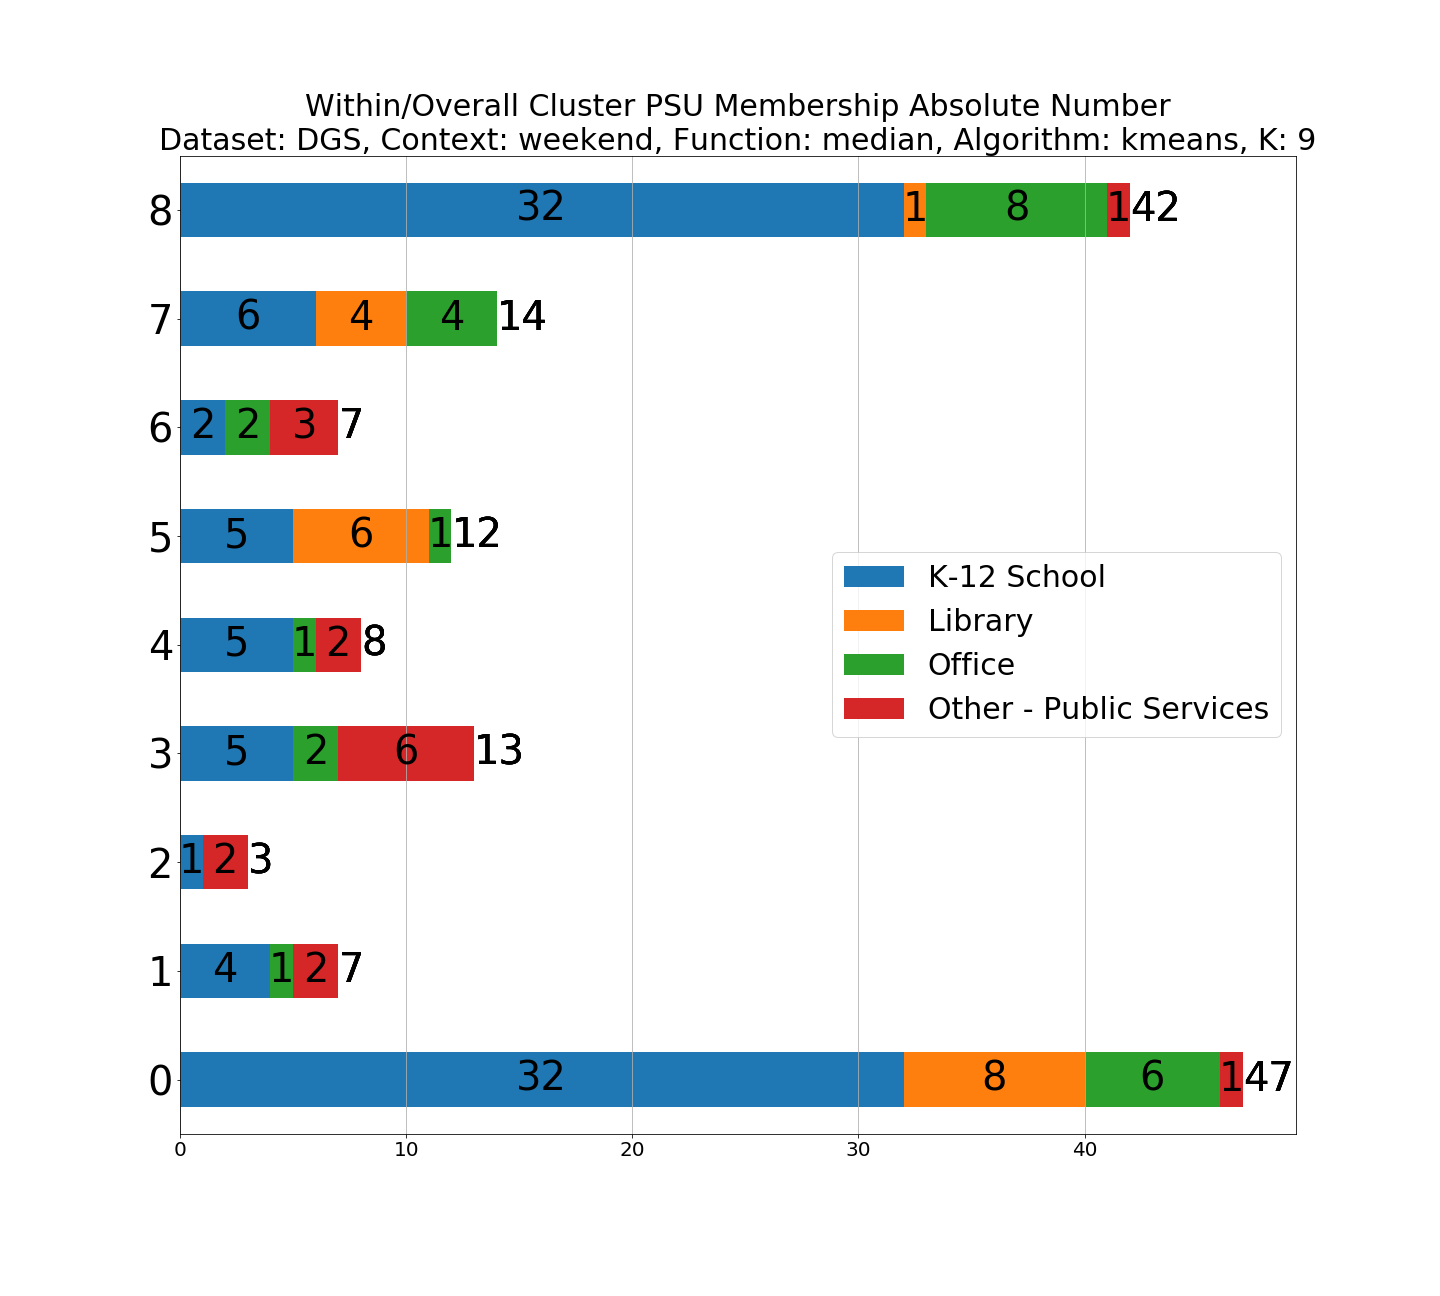 Within/Overall Cluster PSU Membership Absolute Number
Dataset: DGS, Context: weekend, Function: median, Algorithm: kmeans, K: 9
8 32 1 8 1 42
7 6 4 4 14
6 2 2 3 7
5 5 6 1 12
4 5 1 2 8
3 5 2 6 13
2 1 2 3
1 4 1 2 7
0 32 8 6 1 47
0 10 20 30 40
K-12 School
Library
Office
Other - Public Services